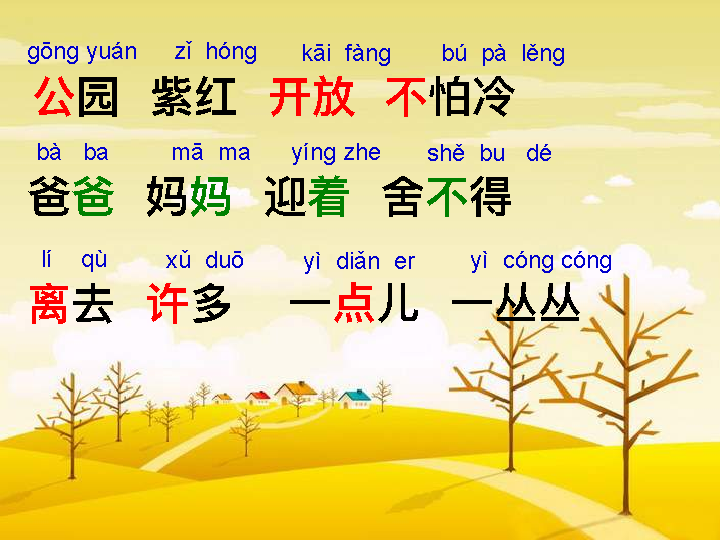 gōng yuán zǐ hóng kāi fàng bú pà lěng
公园 紫红 开放 不怕冷
bà ba mā ma yíng zhe shě bu dé
爸爸 妈妈 迎着 舍不得
lí qù xǔ duō yì diǎn er yì cóng cóng
离去 许多 一点儿 一丛丛